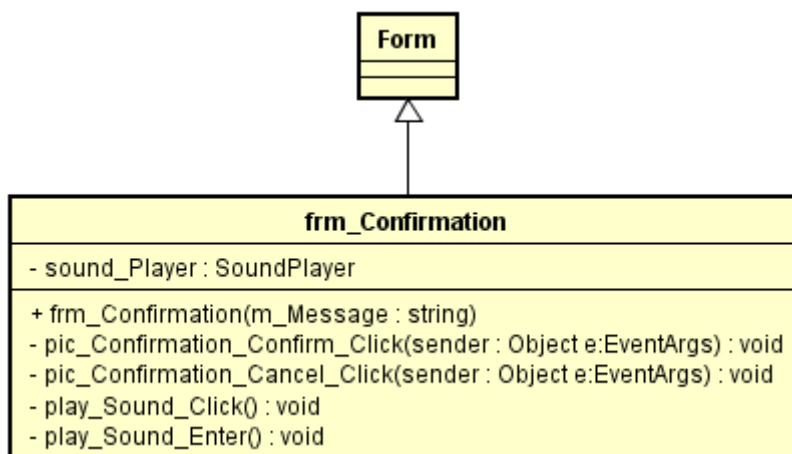 Form
frm_Confirmation
- sound_Player : SoundPlayer
+ frm_Confirmation(m_Message : string)
- pic_Confirmation_Confirm_Click(sender : Object e:EventArgs) : void
- pic_Confirmation_Cancel_Click(sender : Object e:EventArgs) : void
- play_Sound_Click() : void
- play_Sound_Enter() : void